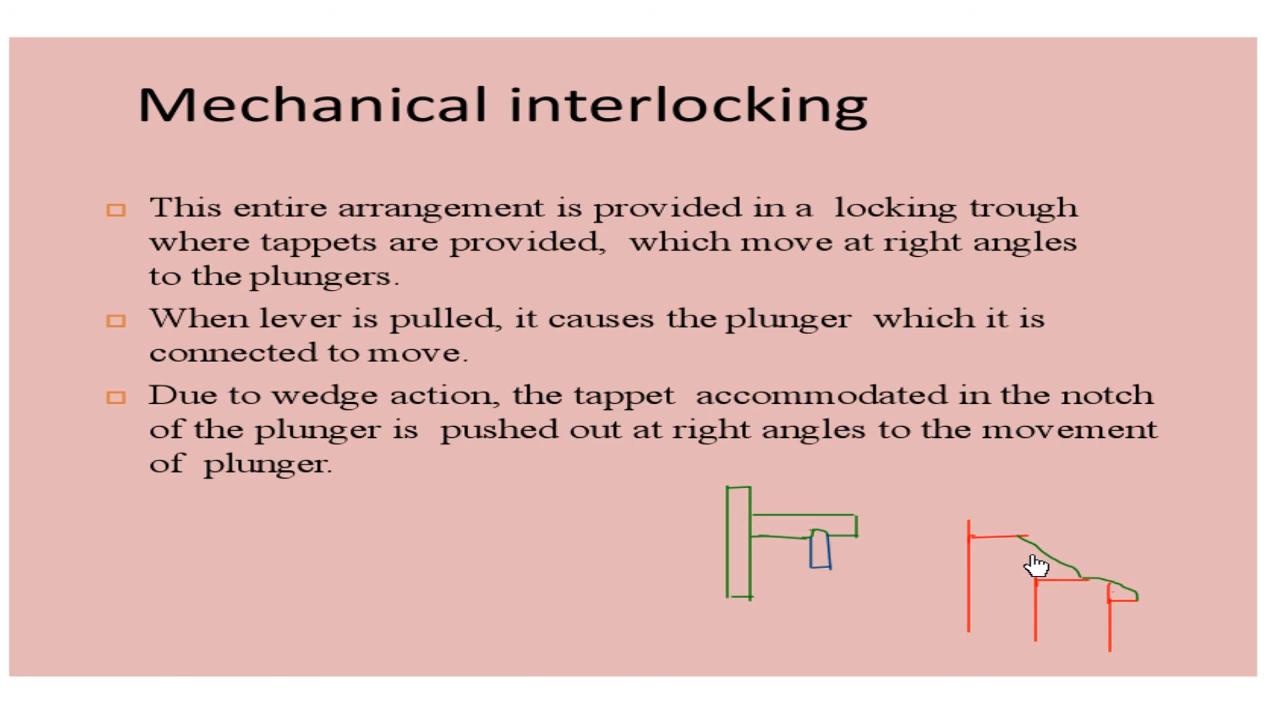 Mechanical interlocking
This entire arrangement is provided in a locking trough
where tappets are provided, which move at right angles
to the plungers.
When lever is pulled, it causes the plunger which it is
connected to move.
Due to wedge action, the tappet accommodated in the notch
of the plunger is pushed out at right angles to the movement
of plunger.